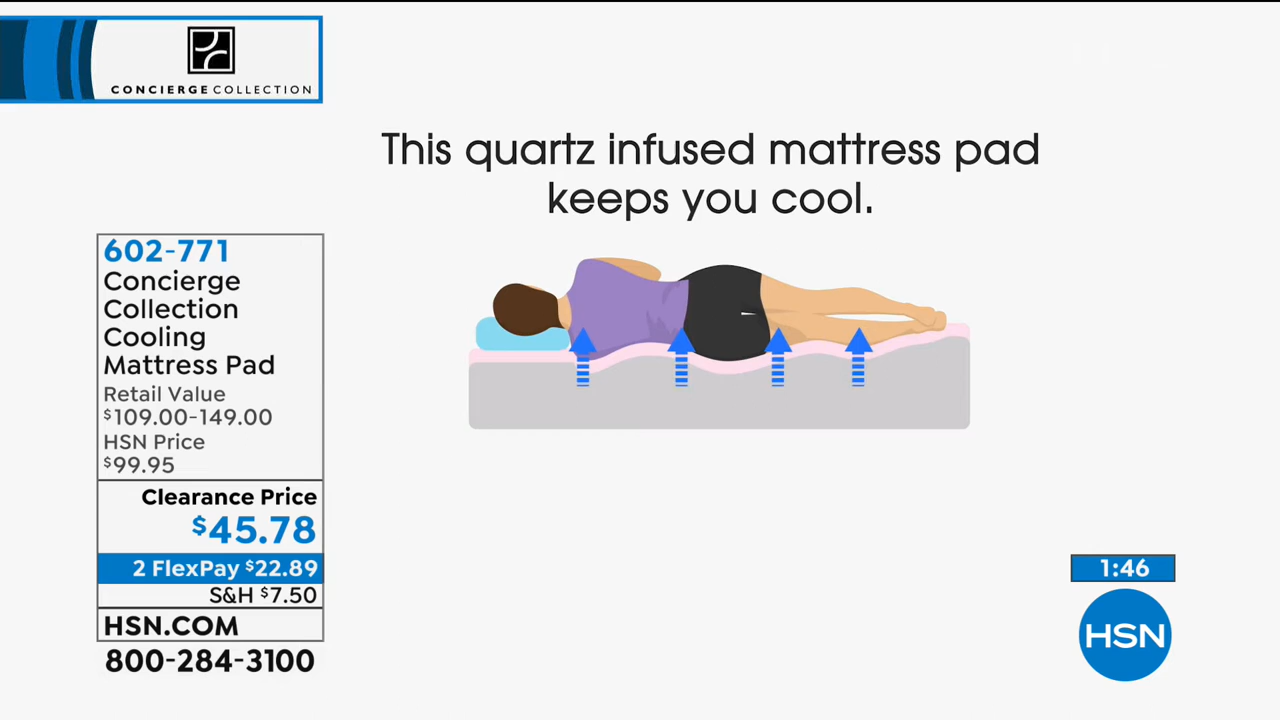 CONCIERGE COLLECTION
This quartz infused mattress pad
keeps you cool.
602-771
Concierge
Collection
Cooling
Mattress Pad
Retail Value
$109.00-149.00
HSN Price
$99.95
Clearance Price
$45.78
2 FlexPay $22.89
S&H $7.50
HSN.COM
800-284-3100
1:46
HSN